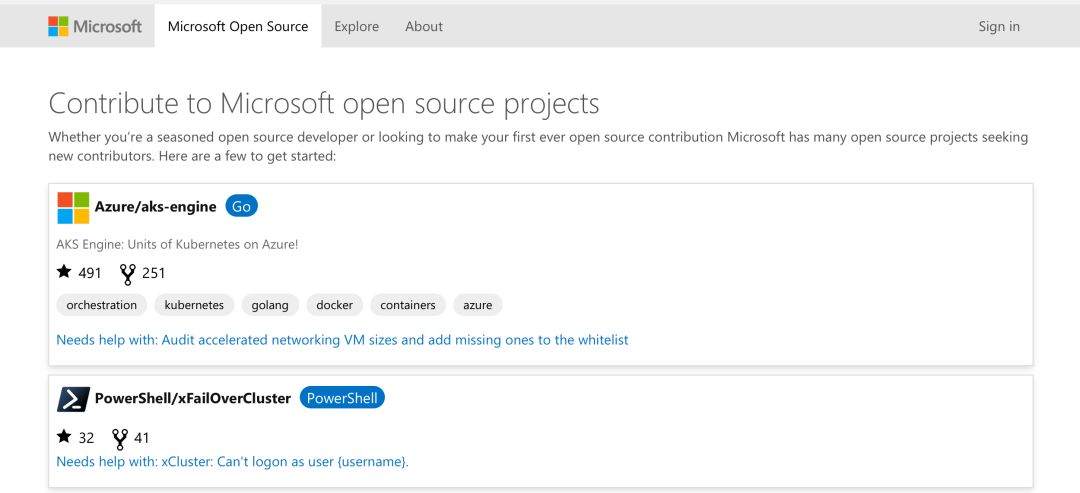 Microsoft Microsoft Open Source Explore About Sign in
Contribute to Microsoft open source projects
Whether you're a seasoned open source developer or looking to make your first ever open source contribution Microsoft has many open source projects seeking
new contributors. Here are a few to get started:
Azure/aks-engine Go
AKS Engine: Units of Kubernetes on Azure!
491 251
orchestration kubernetes golang docker containers azure
Needs help with: Audit accelerated networking VM sizes and add missing ones to the whitelist
PowerShell/xFailOverCluster PowerShell
32 41
Needs help with: xCluster: Can't logon as user {username}.